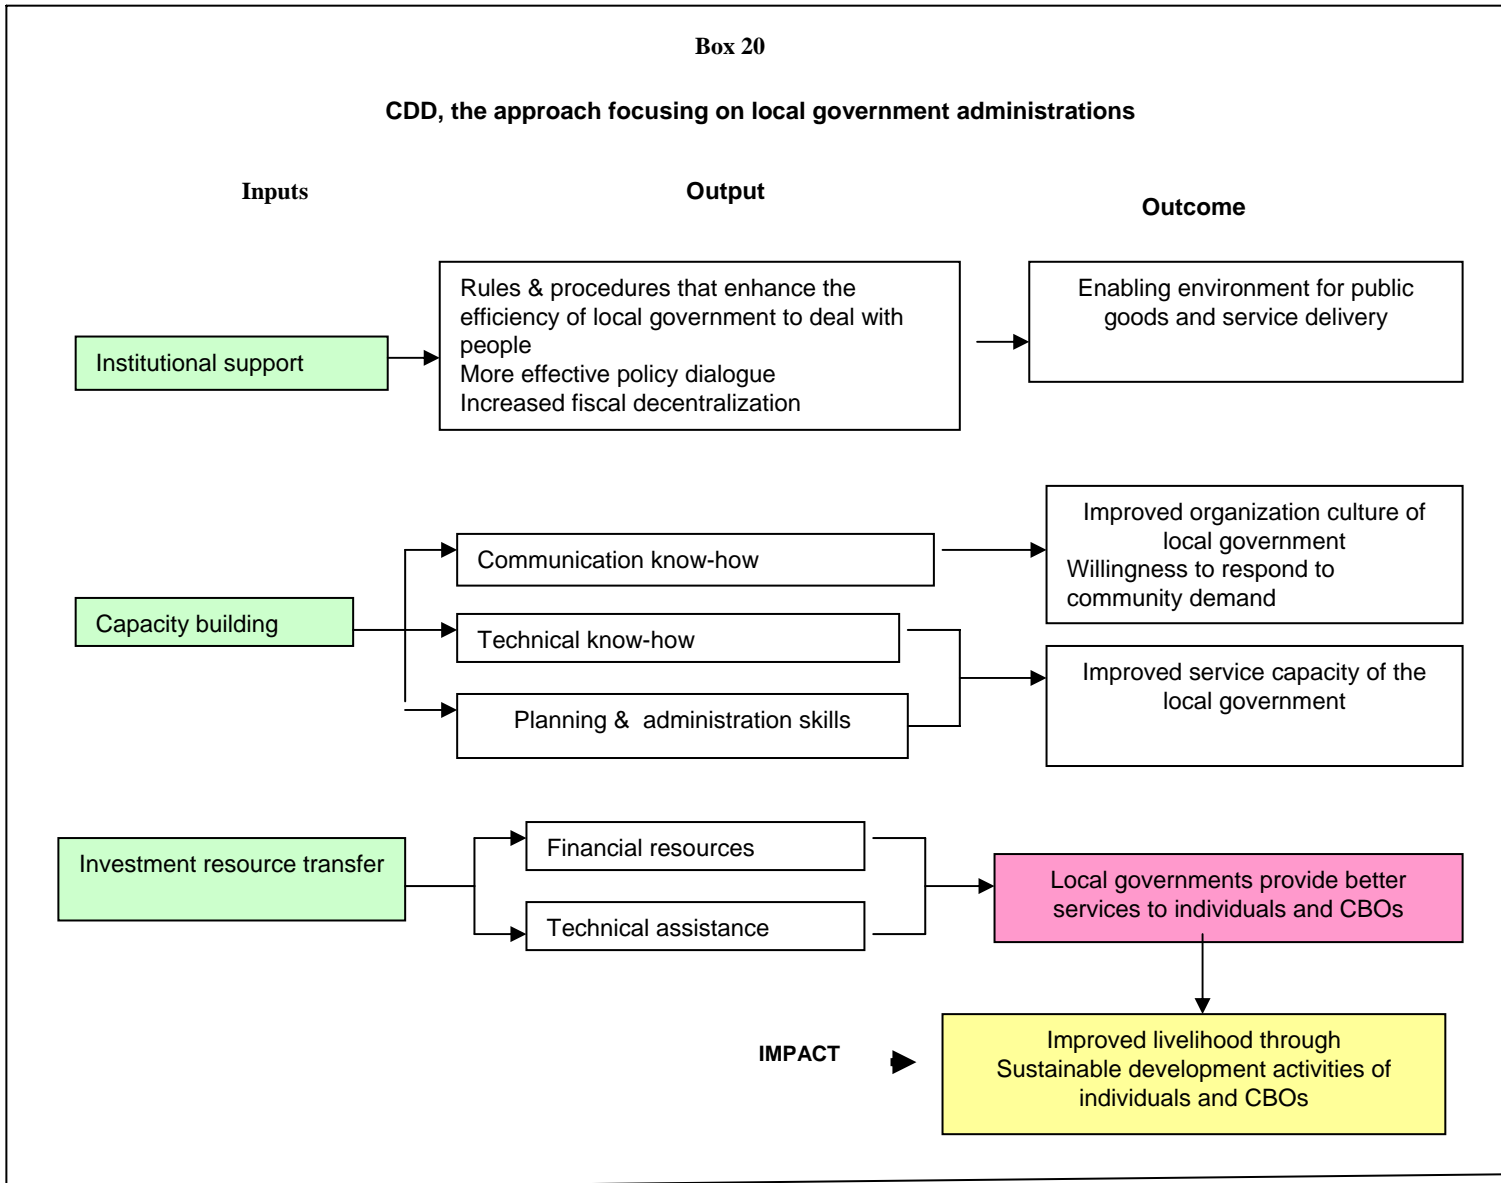 Box 20
CDD, the approach focusing on local government administrations
Inputs
Output
Outcome
Institutional support
Rules & procedures that enhance the
efficiency of local government to deal with
people
More effective policy dialogue
Increased fiscal decentralization
Enabling environment for public
goods and service delivery
Capacity building
Communication know-how
Technical know-how
Planning & administration skills
Improved organization culture of
local government
Willingness to respond to
community demand
Improved service capacity of the
local government
Investment resource transfer
Financial resources
Technical assistance
Local governments provide better
services to individuals and CBOs
IMPACT
Improved livelihood through
Sustainable development activities of
individuals and CBOs